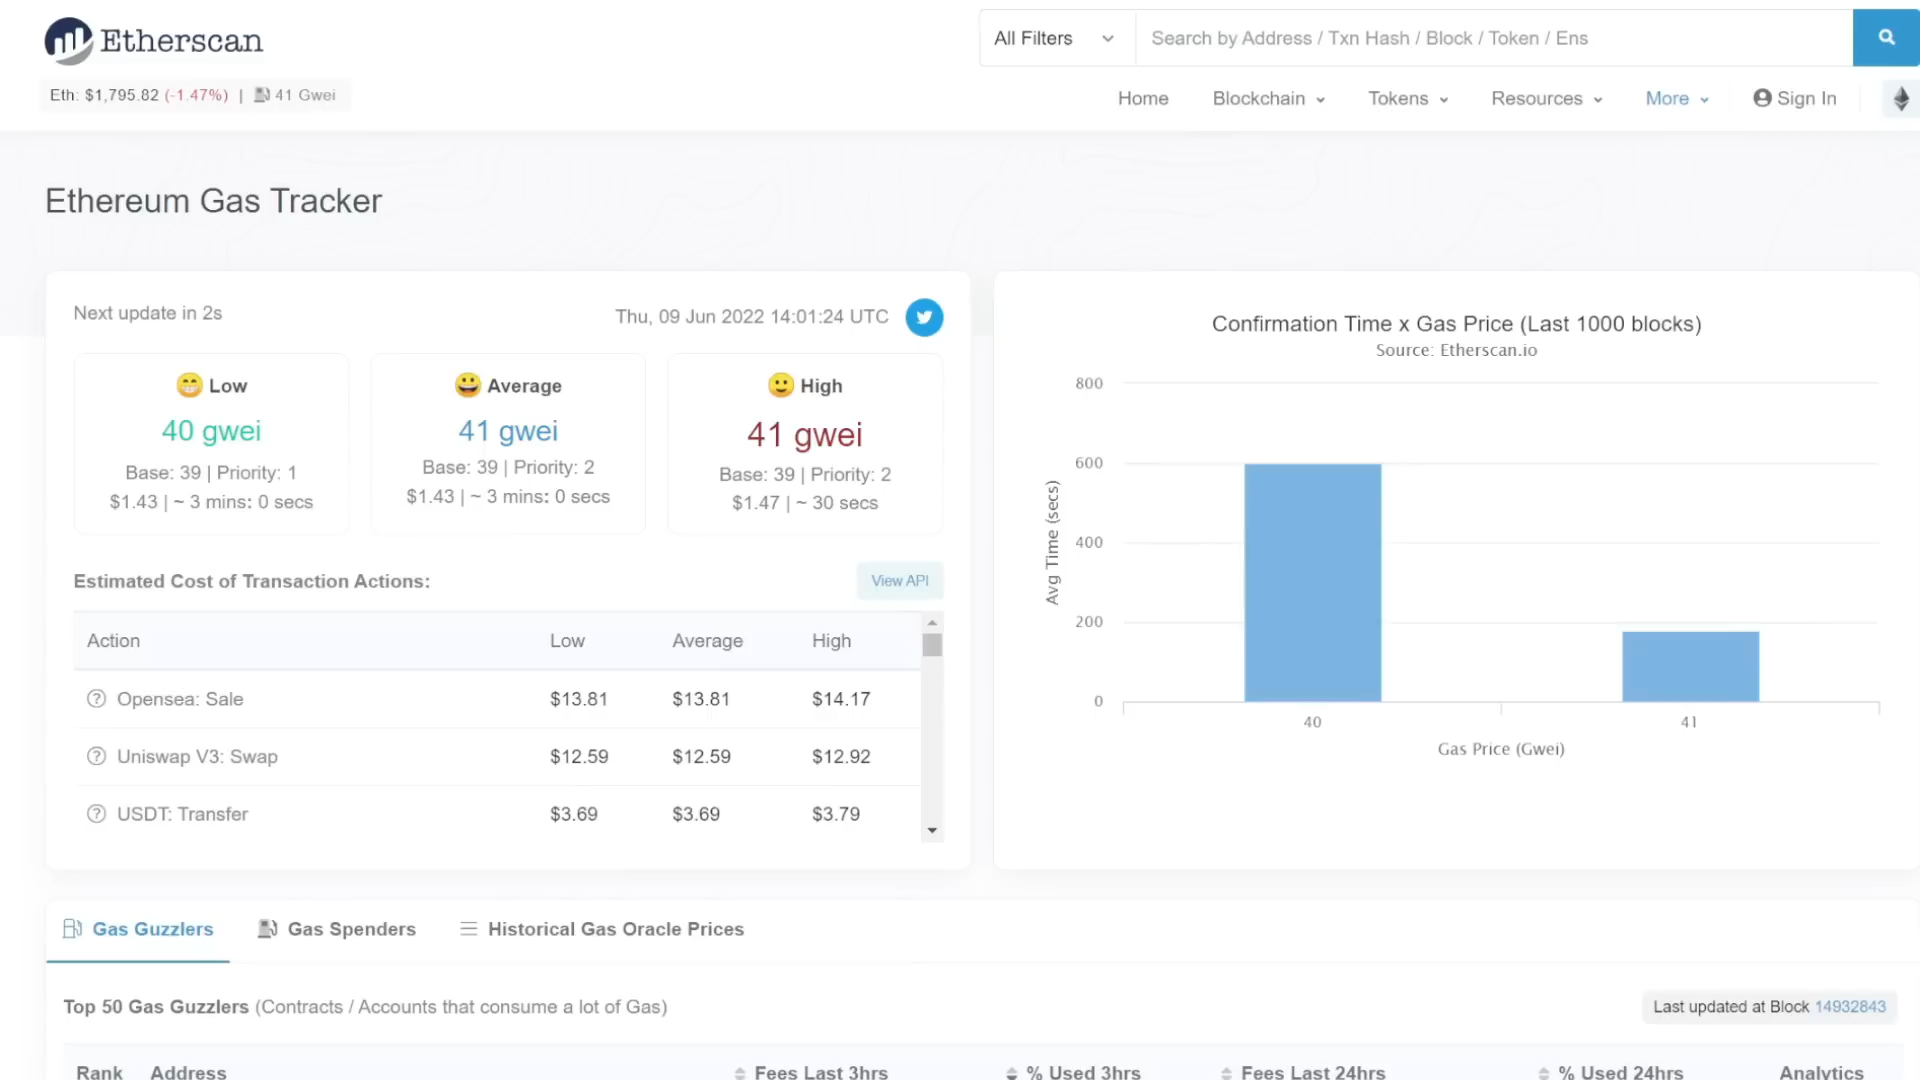 Etherscan
All Filters
Search by Address / Txn Hash / Block / Token / Ens
Eth: $1,795.82 (-1.47%) | 41 Gwei
Home Blockchain Tokens Resources More Sign In
Ethereum Gas Tracker
Next update in 2s
Thu, 09 Jun 2022 14:01:24 UTC
Low
40 gwei
Base: 39 | Priority: 1
$1.43 | ~ 3 mins: 0 secs
Average
41 gwei
Base: 39 | Priority: 2
$1.43 | ~ 3 mins: 0 secs
High
41 gwei
Base: 39 | Priority: 2
$1.47 | ~ 30 secs
Estimated Cost of Transaction Actions:
View API
Action Low Average High
Opensea: Sale $13.81 $13.81 $14.17
Uniswap V3: Swap $12.59 $12.59 $12.92
USDT: Transfer $3.69 $3.69 $3.79
Confirmation Time x Gas Price (Last 1000 blocks)
Source: Etherscan.io
Avg Time (secs)
800
600
400
200
0
40 41
Gas Price (Gwei)
Gas Guzzlers Gas Spenders Historical Gas Oracle Prices
Top 50 Gas Guzzlers (Contracts / Accounts that consume a lot of Gas)
Last updated at Block 14932843
Rank Address Fees Last 3hrs % Used 3hrs Fees Last 24hrs % Used 24hrs Analytics